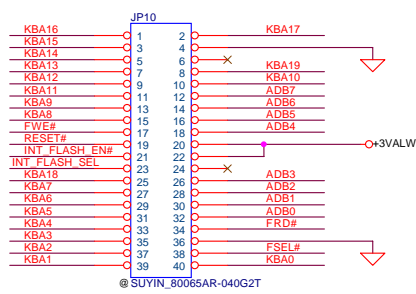 JP10
KBA16 1 2 KBA17
KBA15 3 4
KBA14 5 6
KBA13 7 8 KBA19
KBA12 9 10 KBA10
KBA11 11 12 ADB7
KBA9 13 14 ADB6
KBA8 15 16 ADB5
FWE# 17 18 ADB4
RESET# 19 20 +3VALW
INT_FLASH_EN# 21 22
INT_FLASH_SEL 23 24
KBA18 25 26 ADB3
KBA7 27 28 ADB2
KBA6 29 30 ADB1
KBA5 31 32 ADB0
KBA4 33 34 FRD#
KBA3 35 36
KBA2 37 38 FSEL#
KBA1 39 40 KBA0
@ SUYIN_80065AR-040G2T